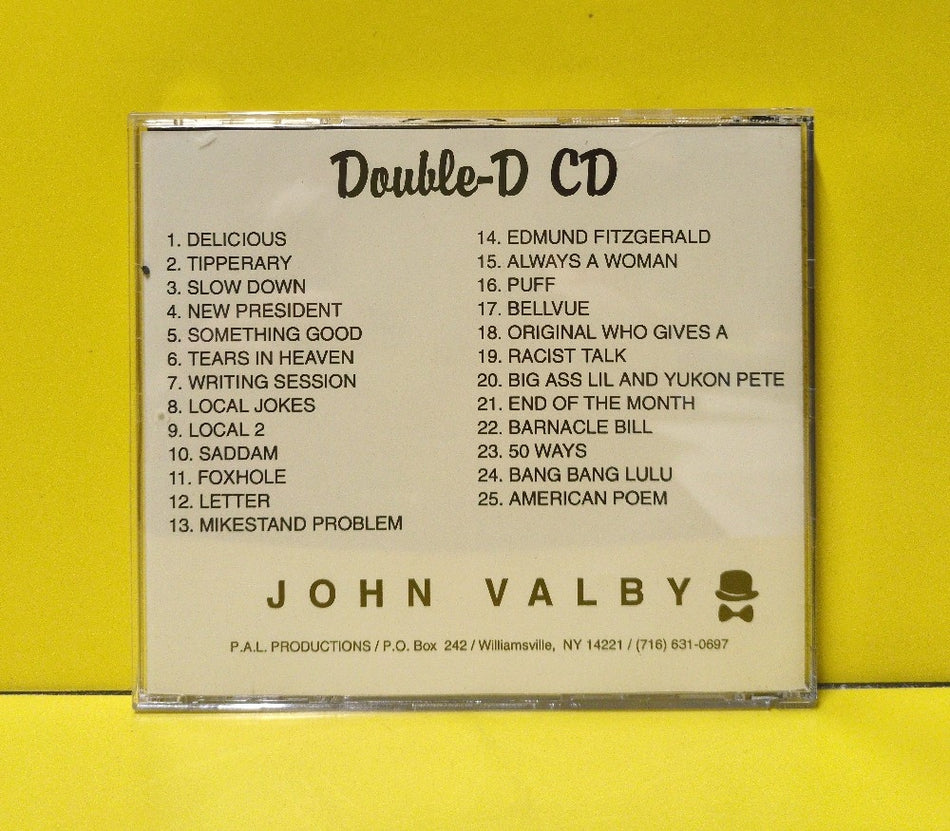 Double-D CD
1. DELICIOUS
2. TIPPERARY
3. SLOW DOWN
4. NEW PRESIDENT
5. SOMETHING GOOD
6. TEARS IN HEAVEN
7. WRITING SESSION
8. LOCAL JOKES
9. LOCAL 2
10. SADDAM
11. FOXHOLE
12. LETTER
13. MIKESTAND PROBLEM
14. EDMUND FITZGERALD
15. ALWAYS A WOMAN
16. PUFF
17. BELLVUE
18. ORIGINAL WHO GIVES A
19. RACIST TALK
20. BIG ASS LIL AND YUKON PETE
21. END OF THE MONTH
22. BARNACLE BILL
23. 50 WAYS
24. BANG BANG LULU
25. AMERICAN POEM
JOHN VALBY
P.A.L. PRODUCTIONS / P.O. Box 242 / Williamsville, NY 14221 / (716) 631-0697